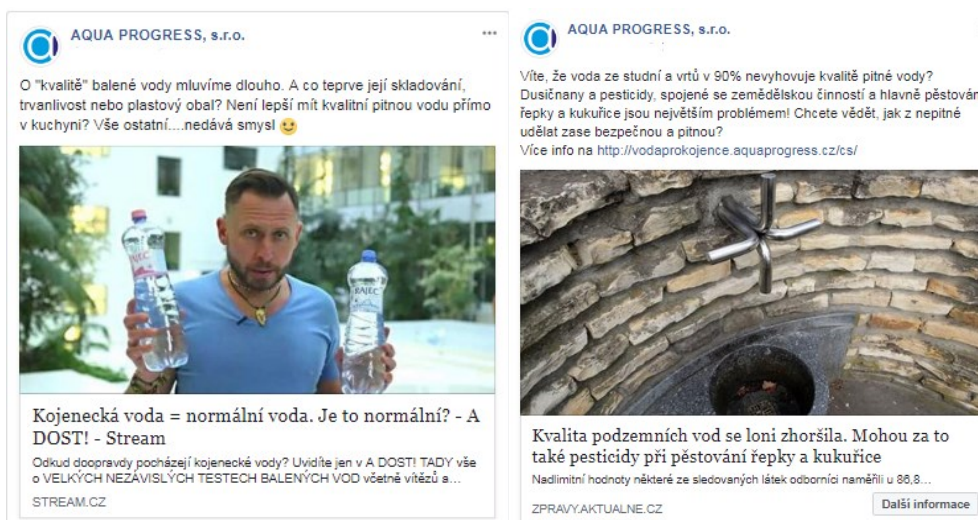 AQUA PROGRESS, s.r.o.
O "kvalitě" balené vody mluvíme dlouho. A co teprve její skladování,
trvanlivost nebo plastový obal? Není lepší mít kvalitní pitnou vodu přímo
v kuchyni? Vše ostatní....nedává smysl
RAJEC
Kojenecká voda = normální voda. Je to normální? - A
DOST! - Stream
Odkud doopravdy pocházejí kojenecké vody? Uvidíte jen v A DOST! TADY vše
o VELKÝCH NEZÁVISLÝCH TESTECH BALENÝCH VOD včetně vítězů a...
STREAM.CZ
AQUA PROGRESS, s.r.o.
Víte, že voda ze studní a vrtů v 90% nevyhovuje kvalitě pitné vody?
Dusičnany a pesticidy, spojené se zemědělskou činností a hlavně pěstován
řepky a kukuřice jsou největším problémem! Chcete vědět, jak z nepitné
udělat zase bezpečnou a pitnou?
Více info na http://vodaprokojence.aquaprogress.cz/cs/
Kvalita podzemních vod se loni zhoršila. Mohou za to
také pesticidy při pěstování řepky a kukuřice
Nadlimitní hodnoty některé ze sledovaných látek odborníci naměřili u 86,8...
ZPRAVY.AKTUALNE.CZ
Další informace